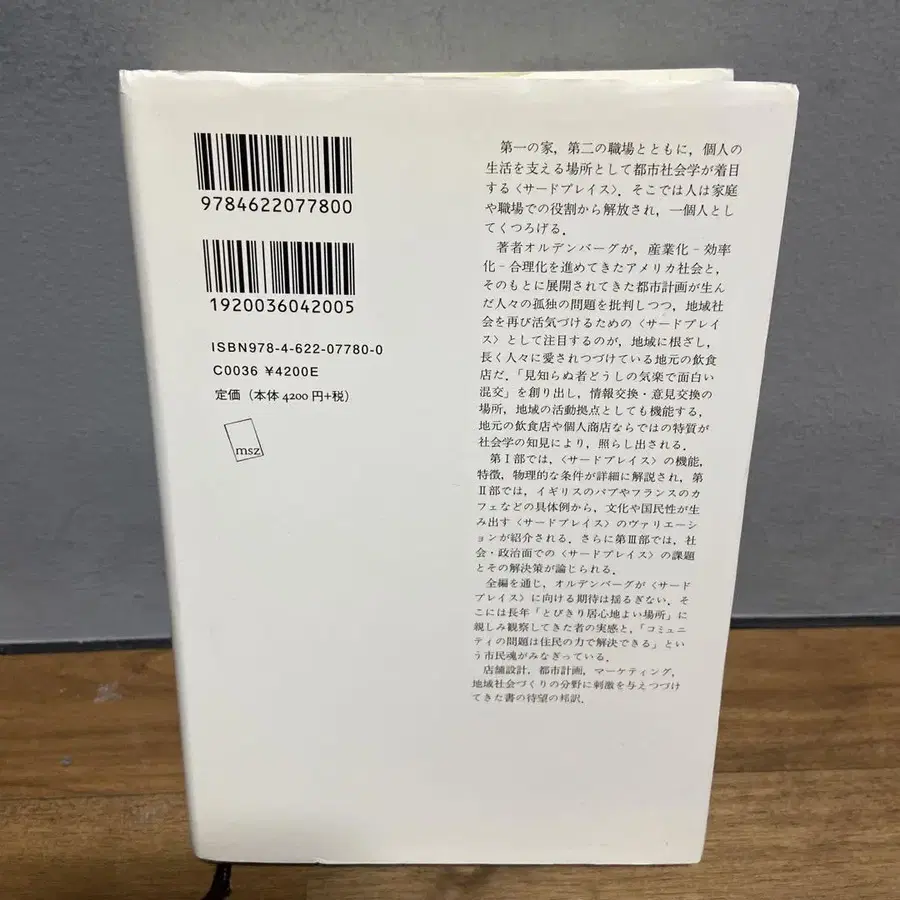 9784622077800
1920036042005
ISBN978-4-622-07780-0
C0036 ¥4200E
定価（本体 4200 円+税）
msz
第一の家，第二の職場とともに，個人の
生活を支える場所として都市社会学が着目
する〈サードプレイス〉．そこでは人は家庭
や職場での役割から解放され，一個人とし
てくつろげる．
著者オルデンバーグが，産業化‐効率
化‐合理化を進めてきたアメリカ社会と，
そのもとに展開されてきた都市計画が生ん
だ人々の孤独の問題を批判しつつ，地域社
会を再び活気づけるための〈サードプレイ
ス〉として注目するのが，地域に根ざし，
長く人々に愛されつづけている地元の飲食
店だ．「見知らぬ者どうしの気楽で面白い
混交」を創り出し，情報交換・意見交換の
場所，地域の活動拠点としても機能する，
地元の飲食店や個人商店ならではの特質が
社会学の知見により，照らし出される．
第Ⅰ部では，〈サードプレイス〉の機能，
特徴，物理的な条件が詳細に解説され，第
Ⅱ部では，イギリスのパブやフランスのカ
フェなどの具体例から，文化や国民性が生
み出す〈サードプレイス〉のヴァリエーシ
ョンが紹介される．さらに第Ⅲ部では，社
会・政治面での〈サードプレイス〉の課題
とその解決策が論じられる．
全編を通じ，オルデンバーグが〈サード
プレイス〉に向ける期待は揺るぎない．そ
こには長年「とびきり居心地よい場所」に
親しみ観察してきた者の実感と，「コミュニ
ティの問題は住民の力で解決できる」とい
う市民魂がみなぎっている．
店舗設計，都市計画，マーケティング，
地域社会づくりの分野に刺激を与えつづけ
てきた書の待望の邦訳．